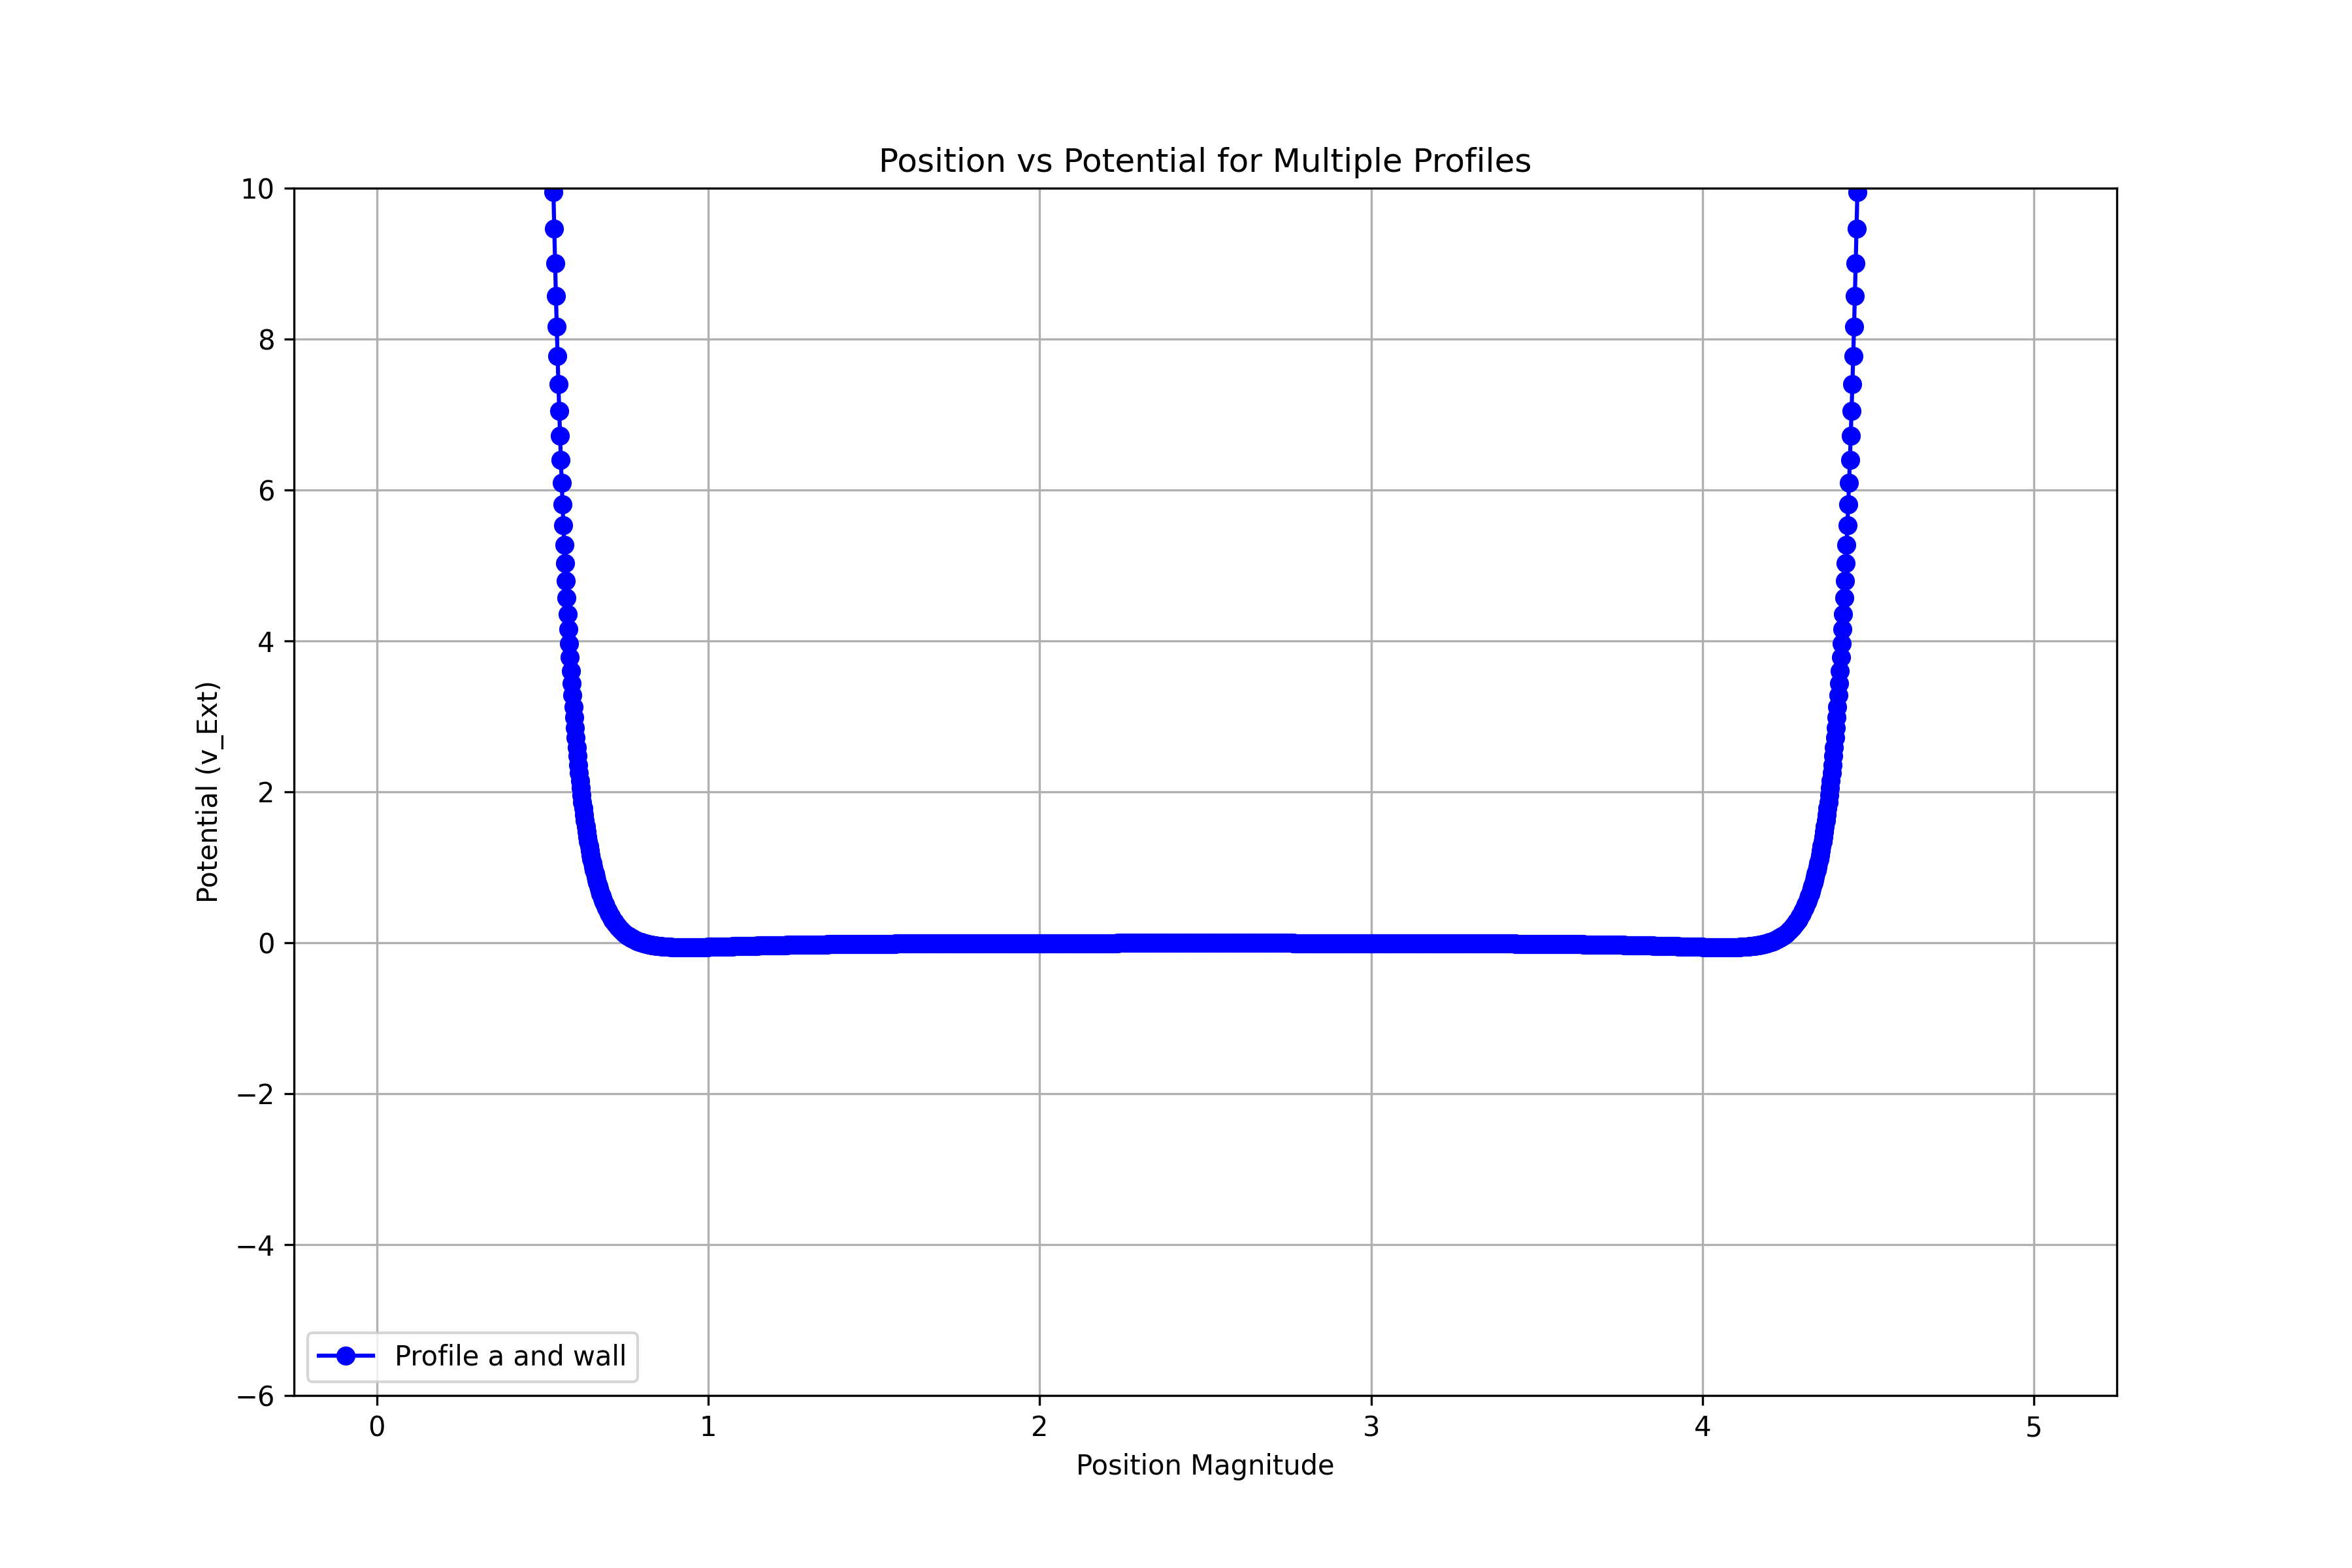 Position vs Potential for Multiple Profiles
10
8
6
4
2
0
−2
−4
−6
Potential (v_Ext)
Profile a and wall
0 1 2 3 4 5
Position Magnitude